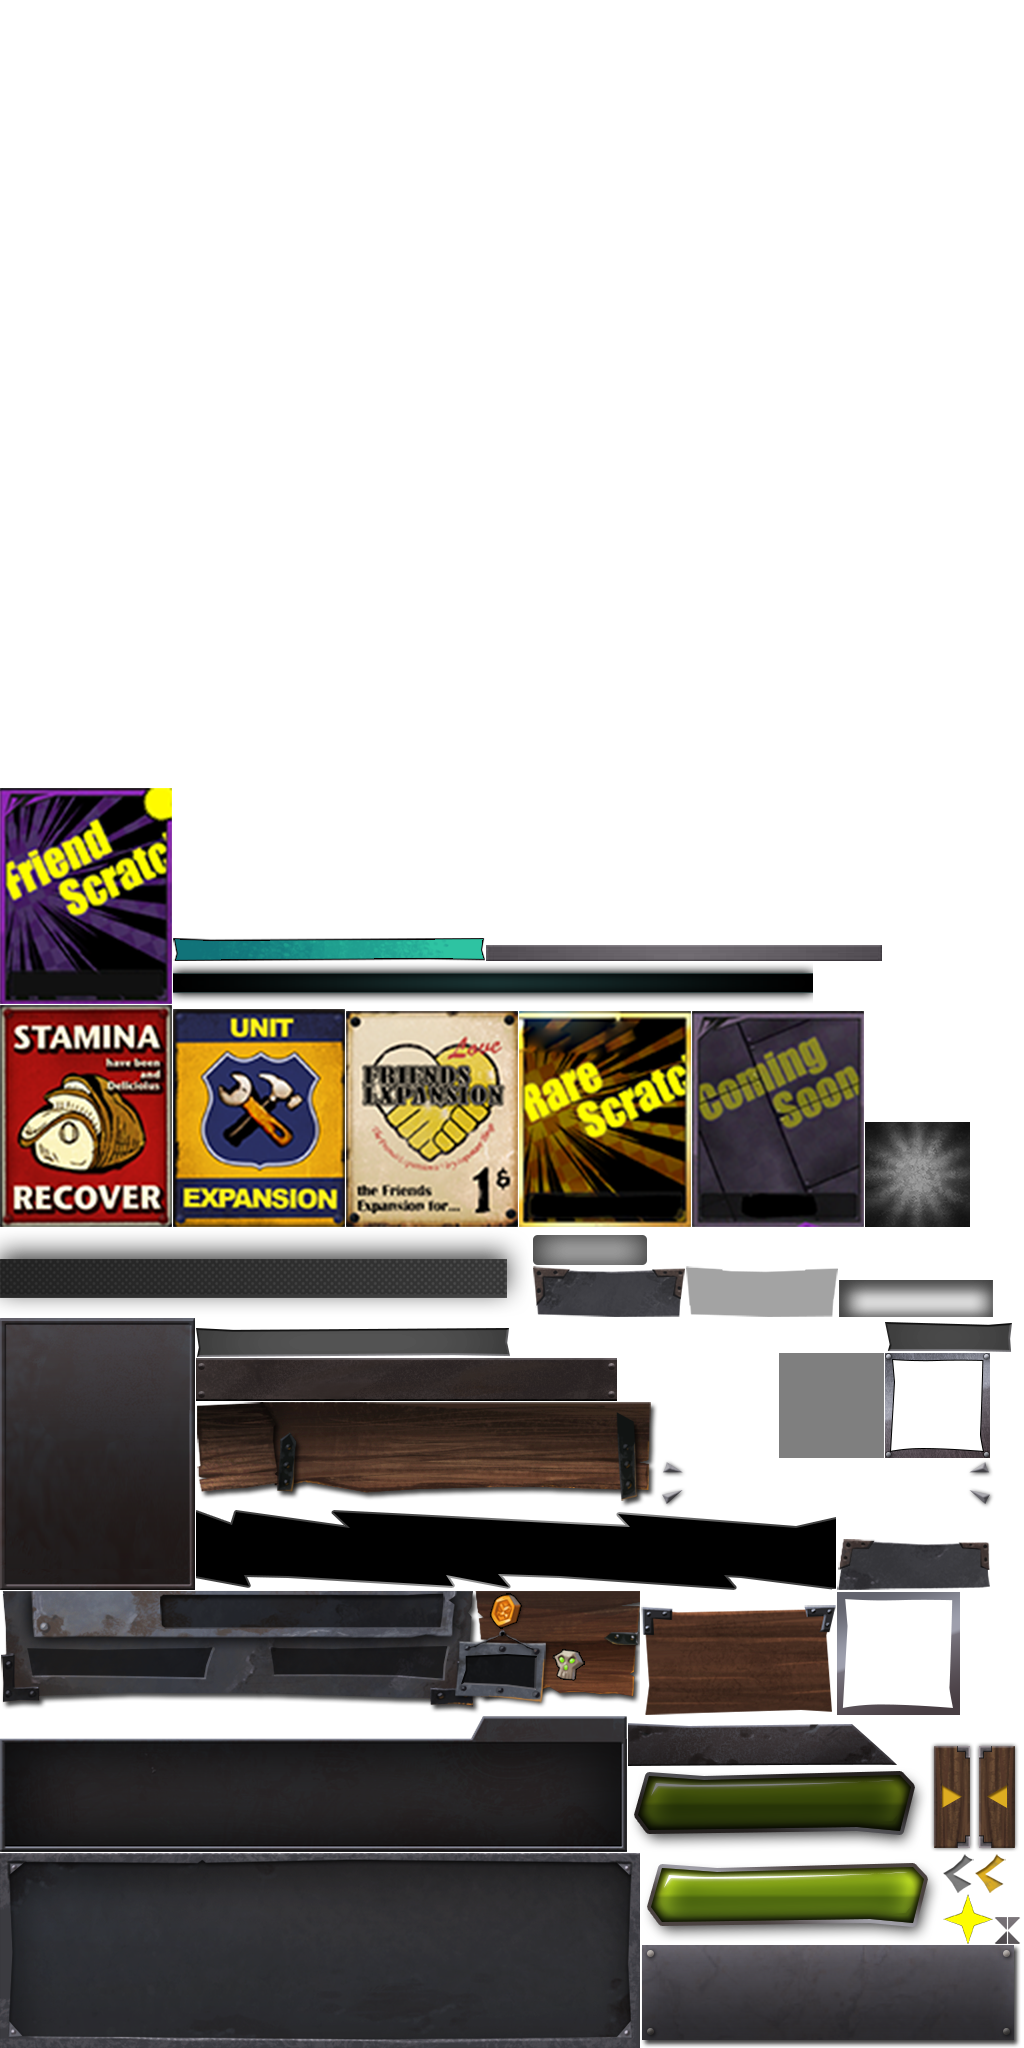 Friend
Scratc
STAMINA
have been
and
Delicious
RECOVER
UNIT
EXPANSION
Love
FRIENDS
EXPANSION
the Friends
Expansion for....
1¢
Rare
Scratc
Coming
Soon